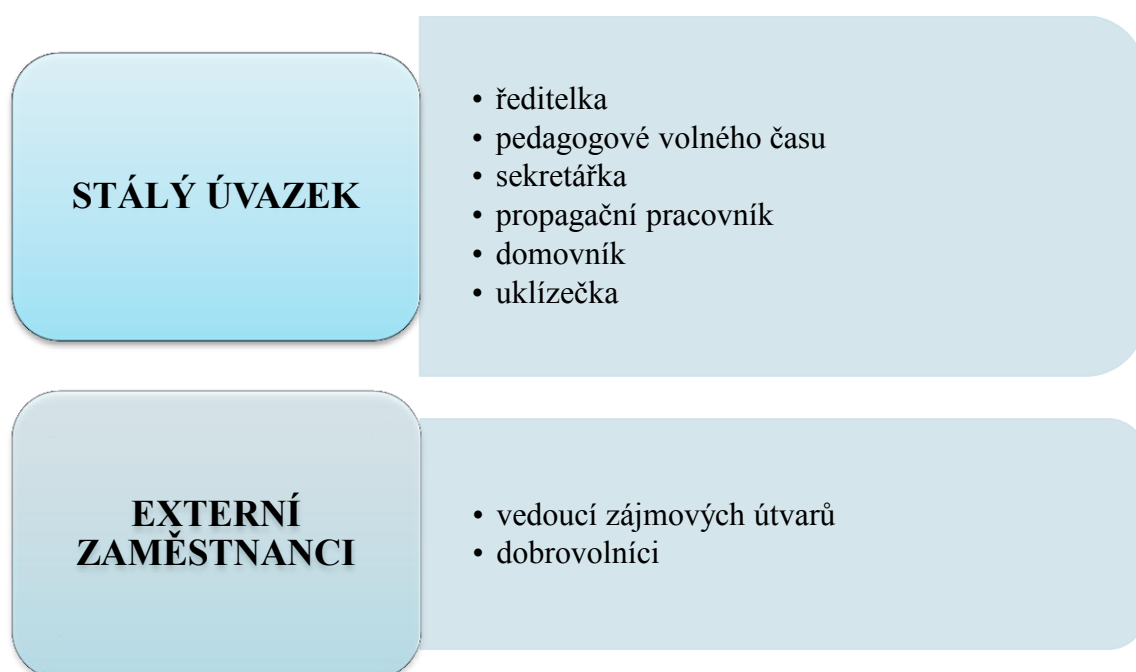 STÁLÝ ÚVAZEK
• ředitelka
• pedagogové volného času
• sekretářka
• propagační pracovník
• domovník
• uklízečka
EXTERNÍ
ZAMĚSTNANCI
• vedoucí zájmových útvarů
• dobrovolníci